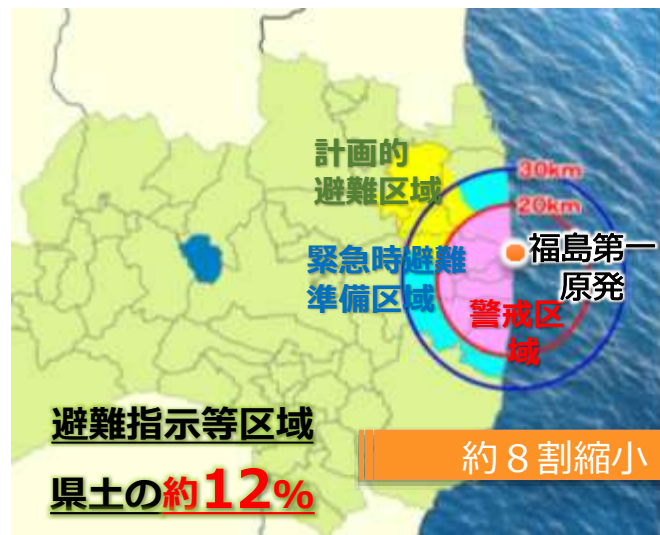 計画的
避難区域
30km
20km
福島第一
原発
緊急時避難
準備区域
警戒区
域
避難指示等区域
県土の約12%
約８割縮小